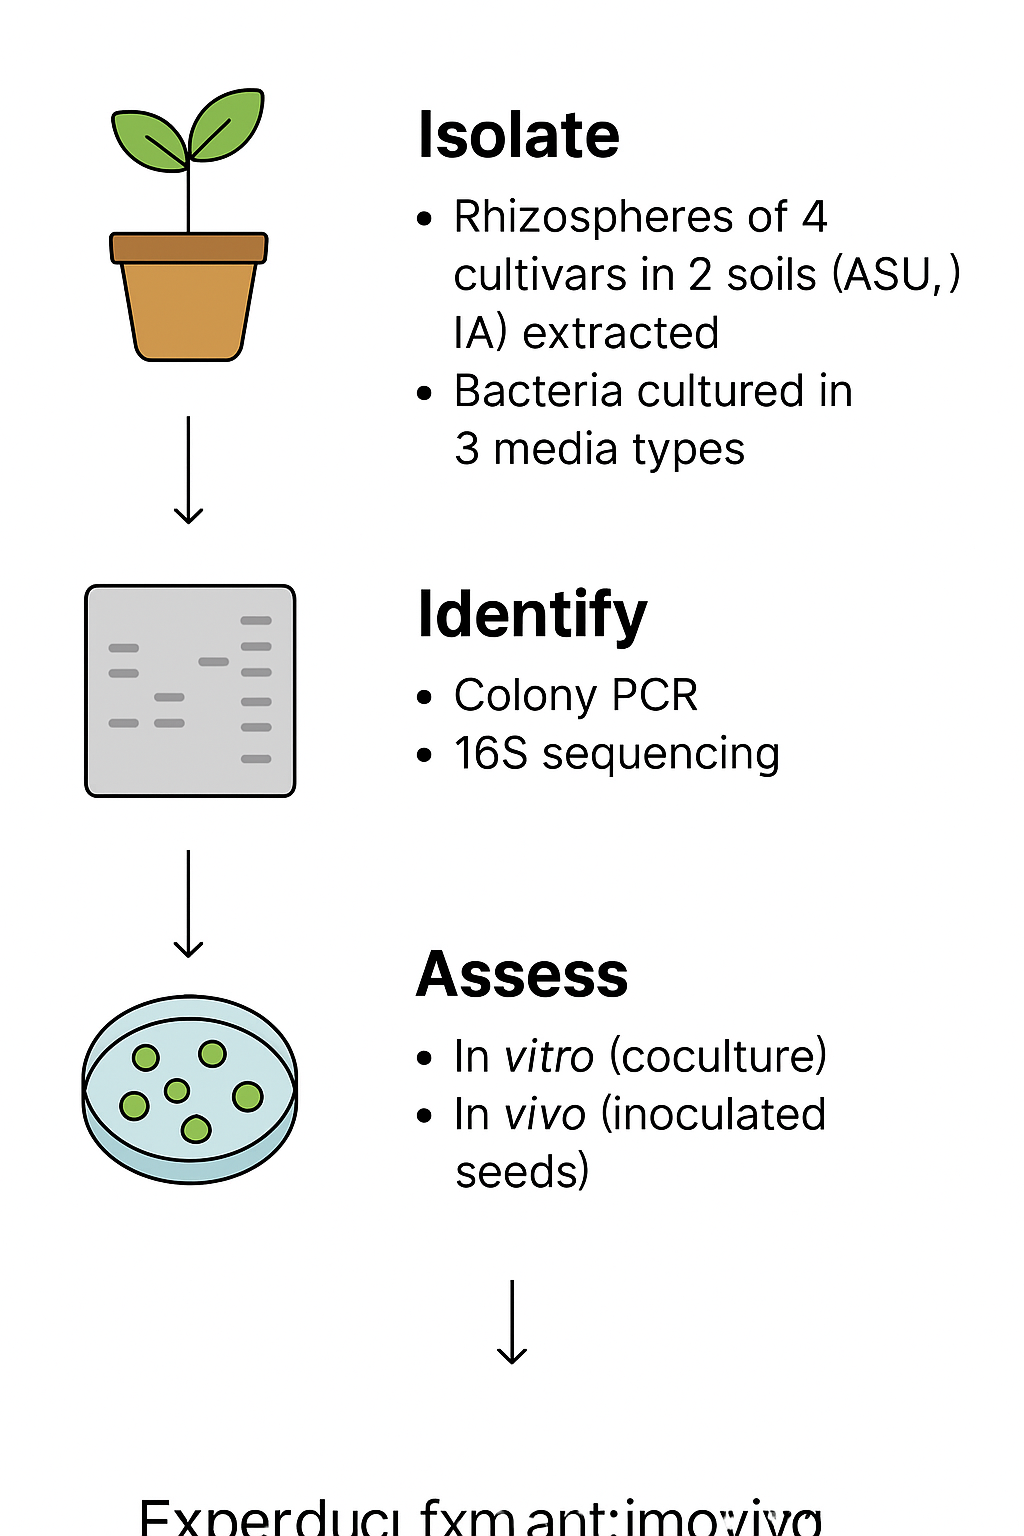 Isolate
• Rhizospheres of 4
cultivars in 2 soils (ASU,)
IA) extracted
• Bacteria cultured in
3 media types
Identify
• Colony PCR
• 16S sequencing
Assess
• In vitro (coculture)
• In vivo (inoculated
seeds)